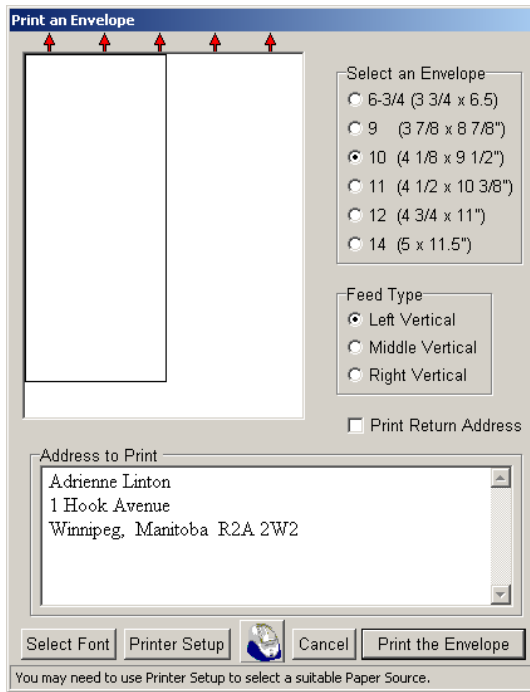 Print an Envelope
Select an Envelope
6-3/4 (3 3/4 x 6.5)
9 (3 7/8 x 8 7/8")
10 (4 1/8 x 9 1/2")
11 (4 1/2 x 10 3/8")
12 (4 3/4 x 11")
14 (5 x 11.5")
Feed Type
Left Vertical
Middle Vertical
Right Vertical
Print Return Address
Address to Print
Adrienne Linton
1 Hook Avenue
Winnipeg, Manitoba R2A 2W2
Select Font
Printer Setup
Cancel
Print the Envelope
You may need to use Printer Setup to select a suitable Paper Source.